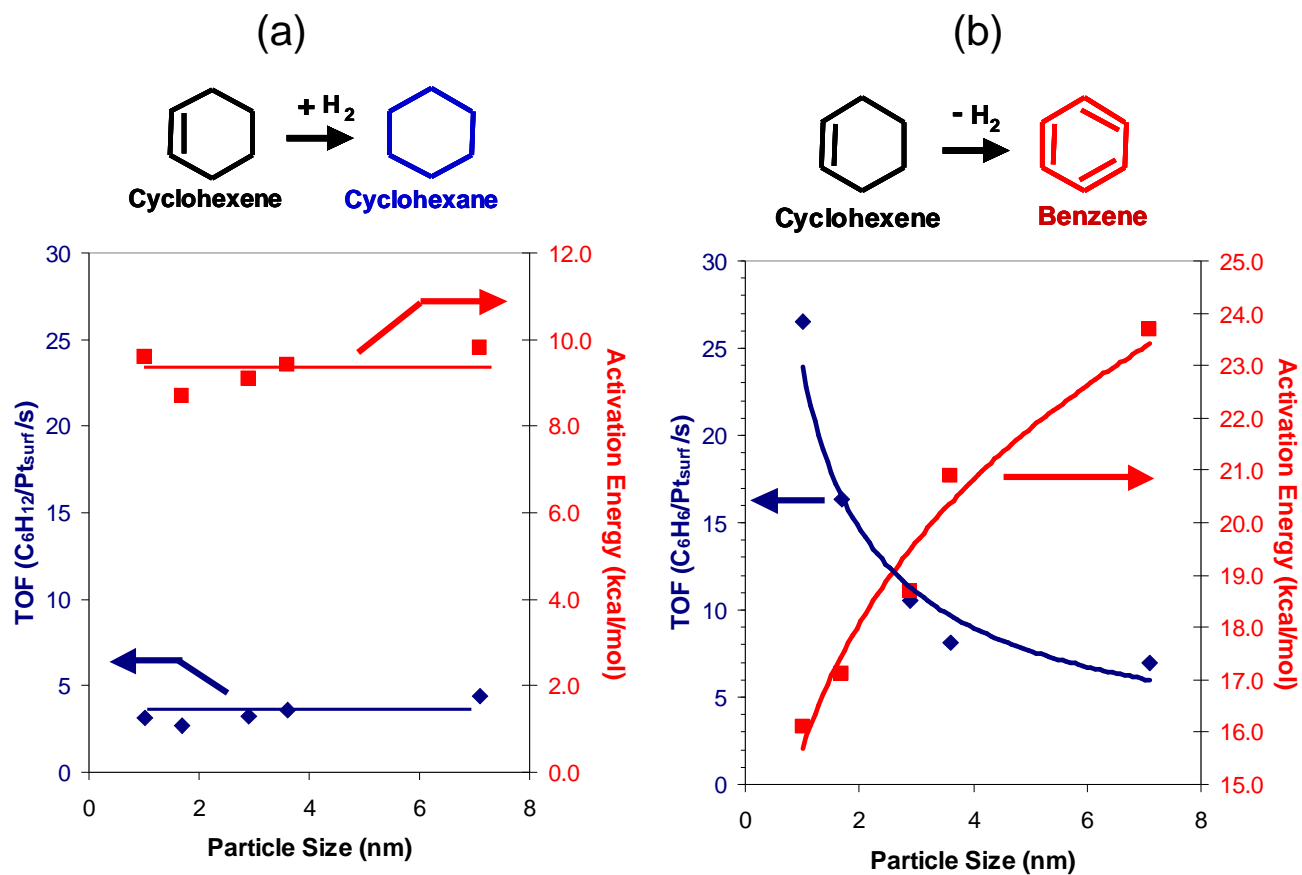 (a)
+ H2
Cyclohexene
Cyclohexane
30
25
20
15
10
5
0
TOF (C6H12/Ptsurf/s)
12.0
10.0
8.0
6.0
4.0
2.0
0.0
Activation Energy (kcal/mol)
0 2 4 6 8
Particle Size (nm)
(b)
- H2
Cyclohexene
Benzene
30
25
20
15
10
5
0
TOF (C6H6/Ptsurf/s)
25.0
24.0
23.0
22.0
21.0
20.0
19.0
18.0
17.0
16.0
15.0
Activation Energy (kcal/mol)
0 2 4 6 8
Particle Size (nm)